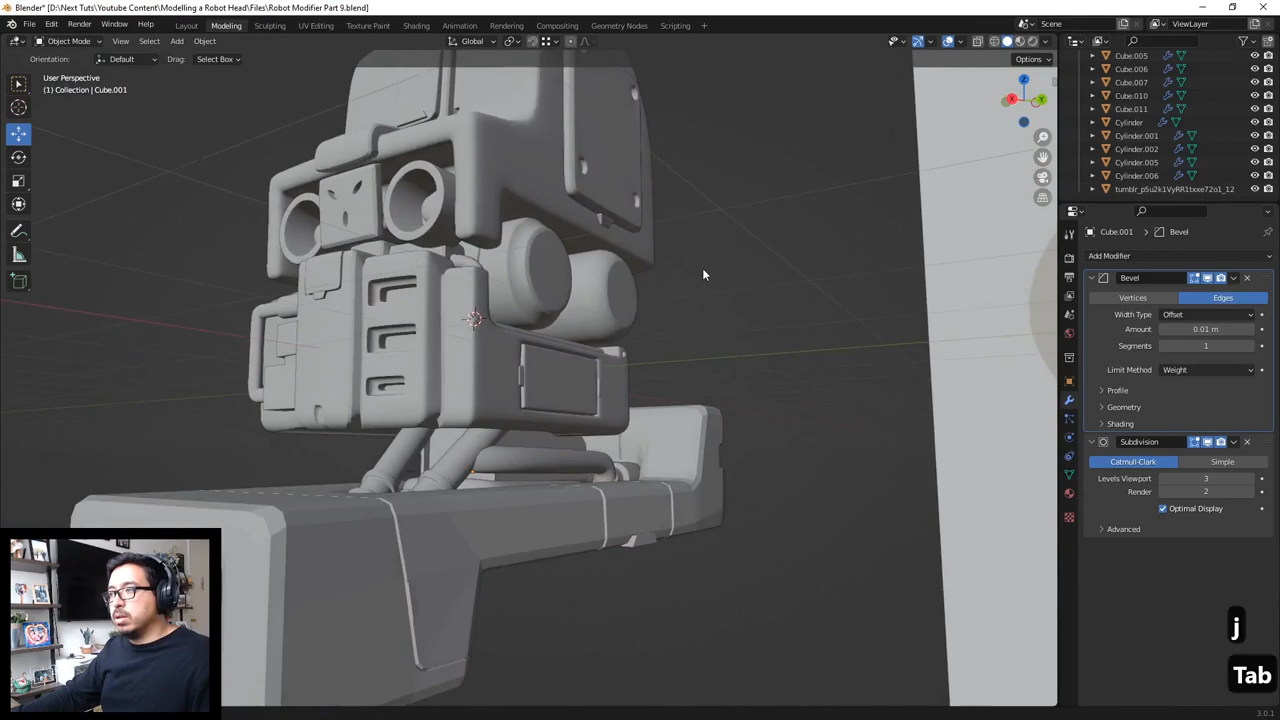 Blender* [D:\Next Tuts\Youtube Content\Modelling a Robot Head\Files\Robot Modifier Part 9.blend]
File Edit Render Window Help Layout Modeling Sculpting UV Editing Texture Paint Shading Animation Rendering Compositing Geometry Nodes Scripting + Scene ViewLayer
Object Mode View Select Add Object Global
Orientation: Default Drag: Select Box Options
User Perspective
(1) Collection | Cube.001
Z
X Y
Cube.005
Cube.006
Cube.007
Cube.010
Cube.011
Cylinder
Cylinder.001
Cylinder.002
Cylinder.005
Cylinder.006
tumblr_p5u2k1VyRR1txxe72o1_12
Cube.001 Bevel
Add Modifier
Bevel
Vertices Edges
Width Type Offset
Amount 0.01 m
Segments 1
Limit Method Weight
Profile
Geometry
Shading
Subdivision
Catmull-Clark Simple
Levels Viewport 3
Render 2
Optimal Display
Advanced
j
Tab
3.0.1